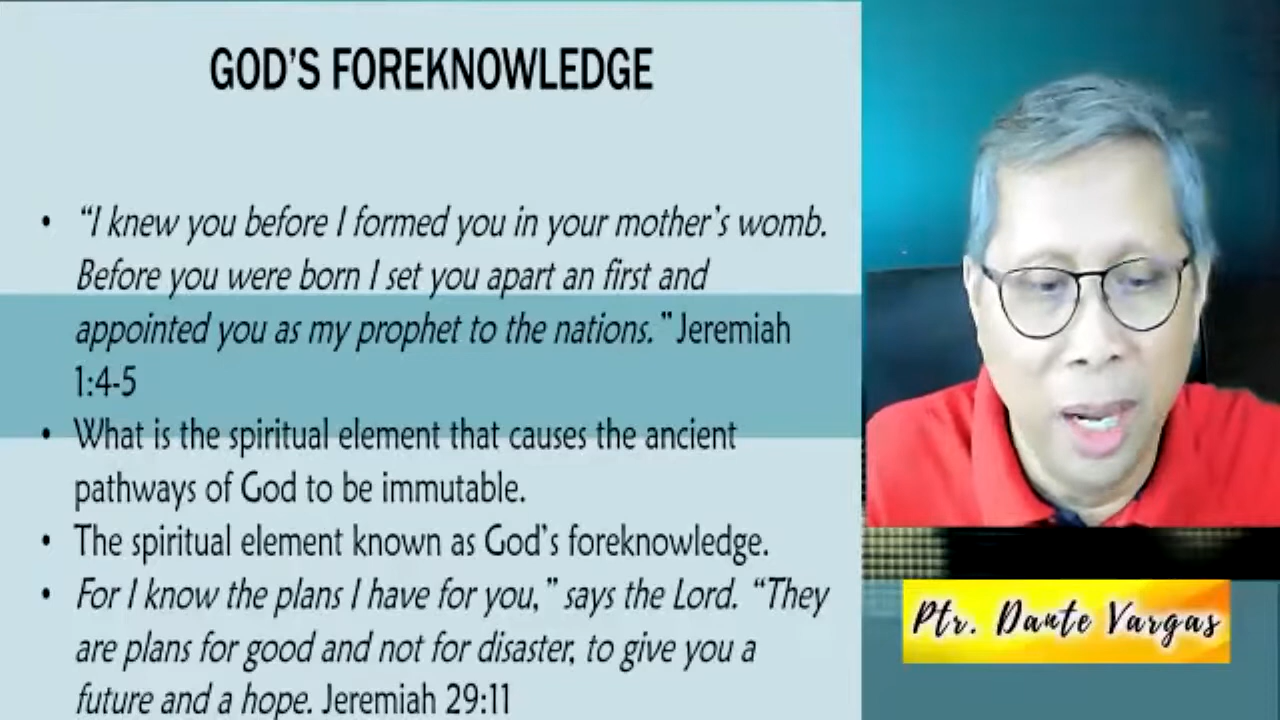 GOD'S FOREKNOWLEDGE
• "I knew you before I formed you in your mother's womb.
Before you were born I set you apart an first and
appointed you as my prophet to the nations." Jeremiah
1:4-5
• What is the spiritual element that causes the ancient
pathways of God to be immutable.
• The spiritual element known as God's foreknowledge.
• For I know the plans I have for you," says the Lord. "They
are plans for good and not for disaster, to give you a
future and a hope. Jeremiah 29:11
Ptr. Dante Vargas